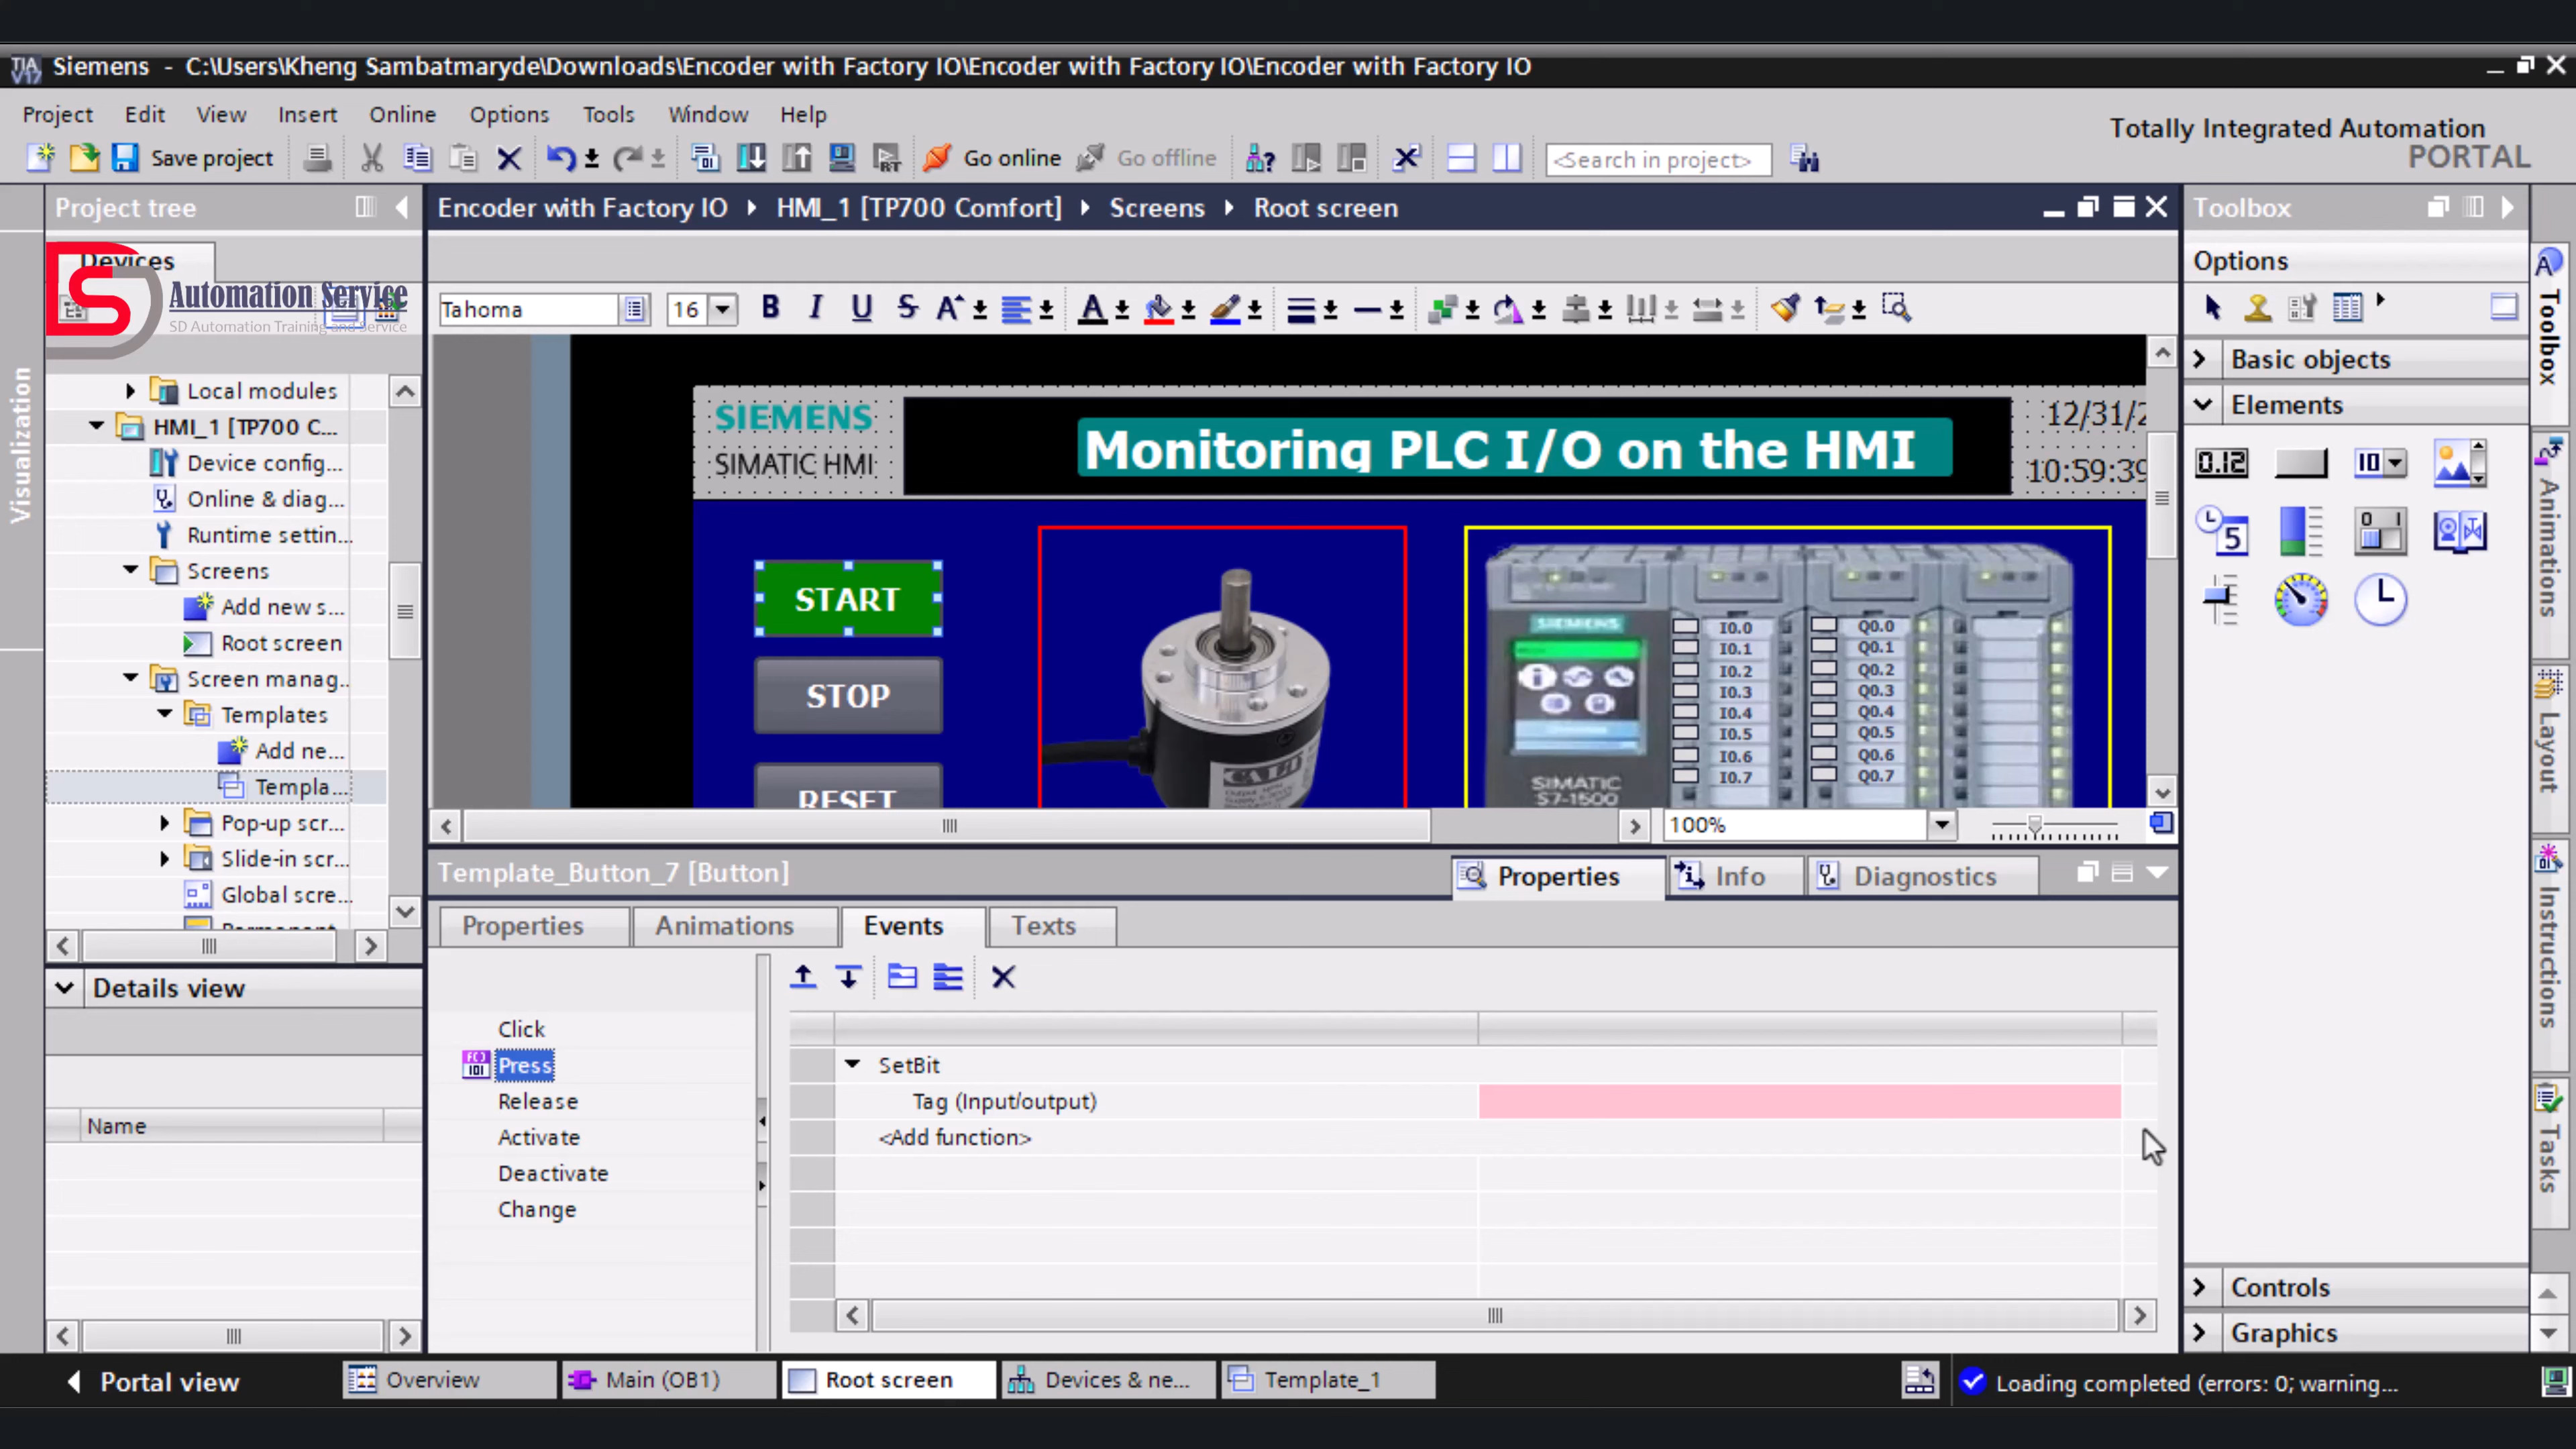 Siemens - C:\Users\Kheng Sambatmaryde\Downloads\Encoder with Factory IO\Encoder with Factory IO\Encoder with Factory IO
Project Edit View Insert Online Options Tools Window Help
Totally Integrated Automation
PORTAL
Save project
Go online
Go offline
<Search in project>
Project tree
Devices
Automation Service
SD Automation Training and Service
Visualization
Local modules
HMI_1 [TP700 C...
Device config...
Online & diag...
Runtime settin...
Screens
Add new s...
Root screen
Screen manag...
Templates
Add ne...
Templa...
Pop-up scr...
Slide-in scr...
Global scre...
Details view
Name
Encoder with Factory IO HMI_1 [TP700 Comfort] Screens Root screen
Tahoma 16
SIEMENS
SIMATIC HMI
Monitoring PLC I/O on the HMI
12/31/2
10:59:39
START
STOP
RESET
SIEMENS
SIMATIC
S7-1500
I0.0 Q0.0
I0.1 Q0.1
I0.2 Q0.2
I0.3 Q0.3
I0.4 Q0.4
I0.5 Q0.5
I0.6 Q0.6
I0.7 Q0.7
100%
Template_Button_7 [Button]
Properties Info Diagnostics
Properties Animations Events Texts
Click
Press
Release
Activate
Deactivate
Change
SetBit
Tag (Input/output)
<Add function>
Toolbox
Options
Basic objects
Elements
Controls
Graphics
Toolbox
Animations
Layout
Instructions
Tasks
Portal view
Overview
Main (OB1)
Root screen
Devices & ne...
Template_1
Loading completed (errors: 0; warning...